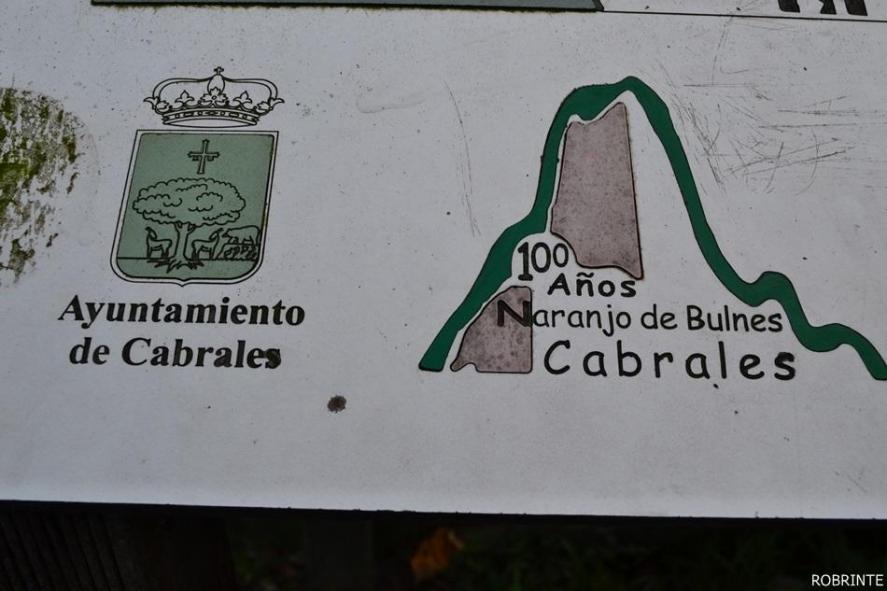 Ayuntamiento
de Cabrales
100
Años
Naranjo de Bulnes
Cabrales
ROBRINTE